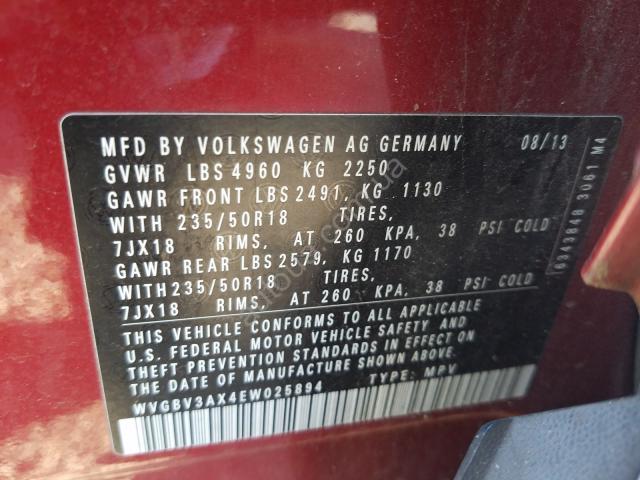 MFD BY VOLKSWAGEN AG GERMANY 08/13
GVWR LBS 4960 KG 2250
GAWR FRONT LBS 2491, KG 1130
WITH 235/50R18 TIRES,
7JX18 RIMS, AT 260 KPA, 38 PSI COLD
GAWR REAR LBS 2579, KG 1170
WITH 235/50R18 TIRES,
7JX18 RIMS, AT 260 KPA, 38 PSI COLD
THIS VEHICLE CONFORMS TO ALL APPLICABLE
U.S. FEDERAL MOTOR VEHICLE SAFETY AND
THEFT PREVENTION STANDARDS IN EFFECT ON
THE DATE OF MANUFACTURE SHOWN ABOVE.
WVGBV3AX4EW025894 TYPE: MPV